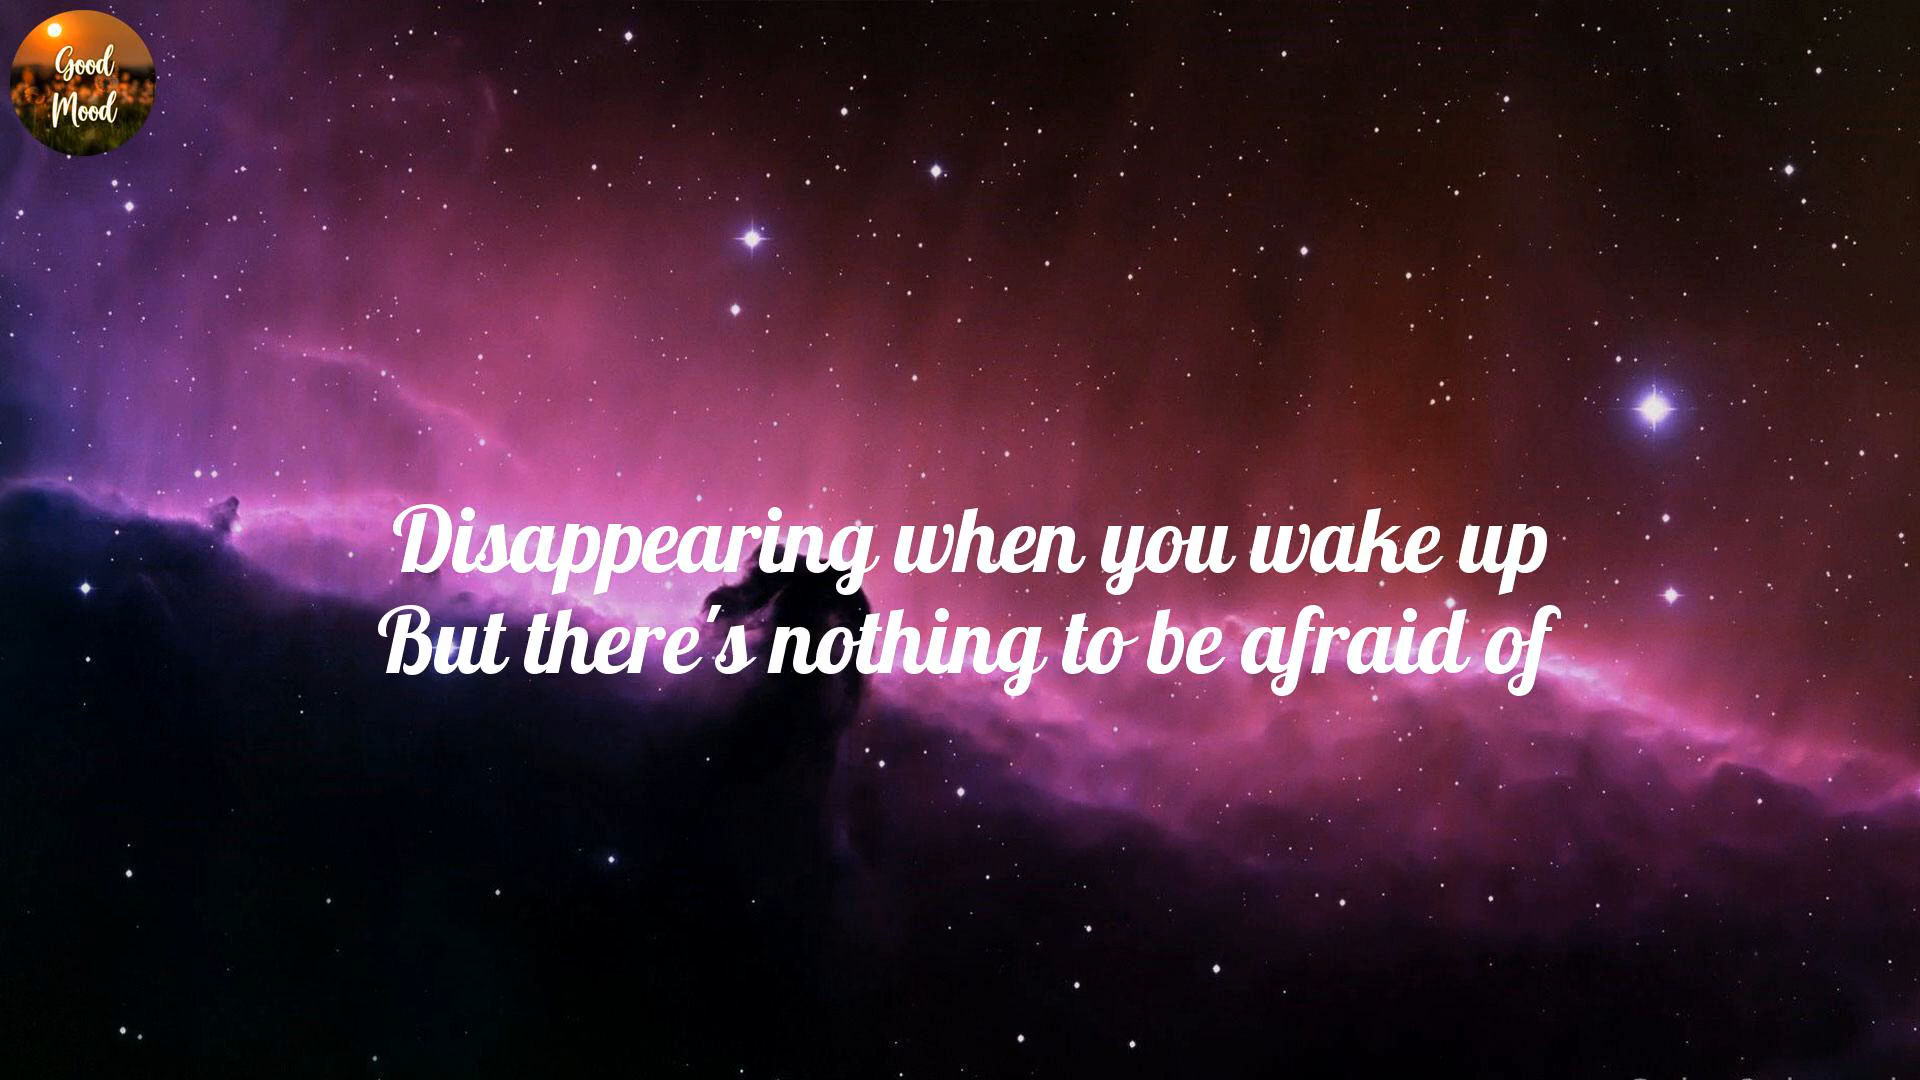 Good
Mood
Disappearing when you wake up
But there's nothing to be afraid of